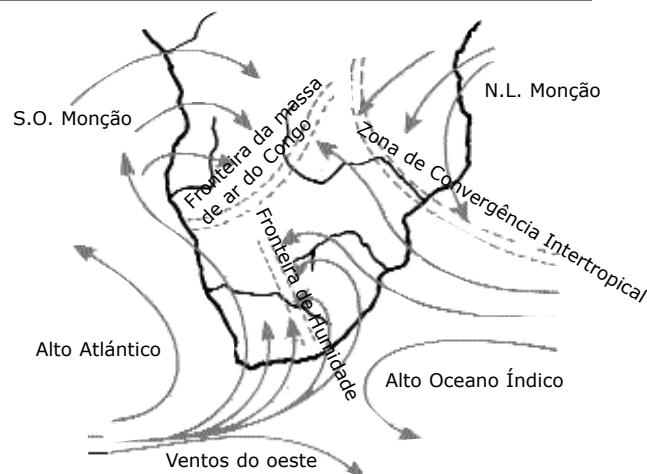 S.O. Monção
N.L. Monção
Fronteira da massa
de ar do Congo
Zona de Convergência Intertropical
Fronteira de Humidade
Alto Atlántico
Alto Oceano Índico
Ventos do oeste